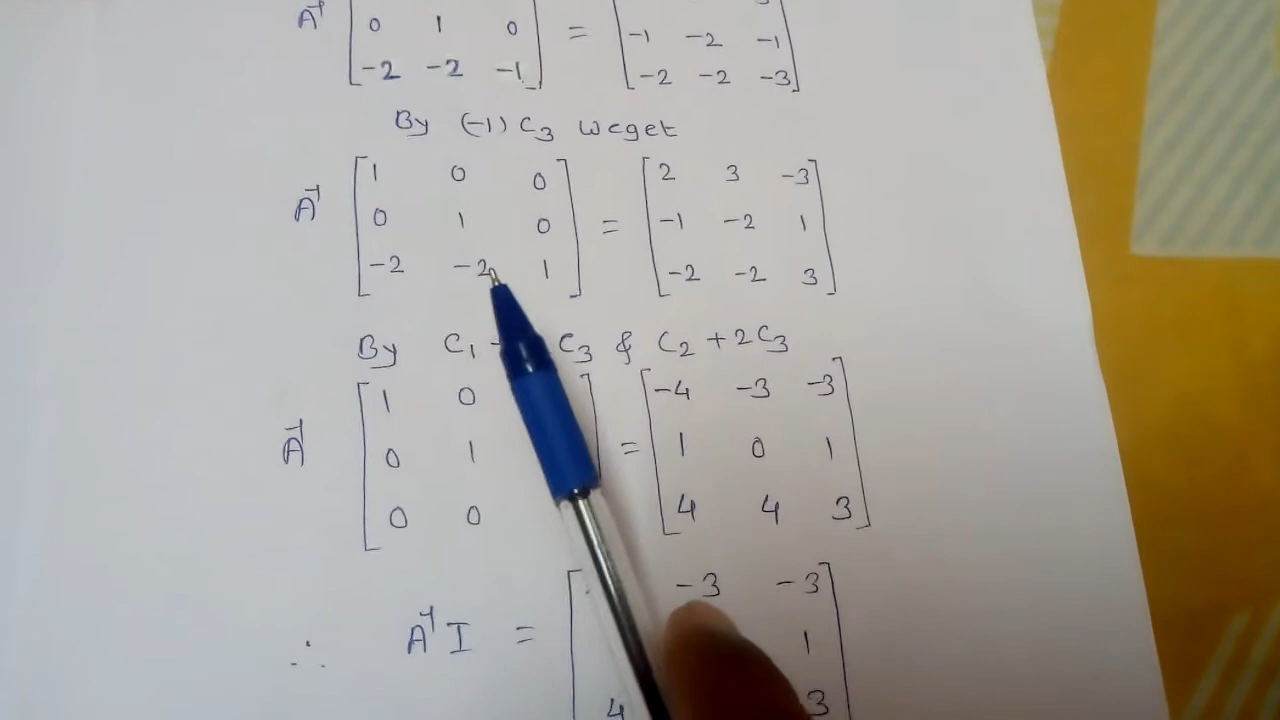 A⁻¹ [0 1 0] = [-1 -2 -1]
[-2 -2 -1] [-2 -2 -3]
By (-1) C₃ we get
[1 0 0] [2 3 -3]
A⁻¹ [0 1 0] = [-1 -2 1]
[-2 -2 1] [-2 -2 3]
By C₁ C₃ & C₂ + 2C₃
[1 0 ] [-4 -3 -3]
A⁻¹ [0 1 ] = [1 0 1]
[0 0 ] [4 4 3]
[ -3 -3]
∴ A⁻¹ I = [ 1]
[4 3]